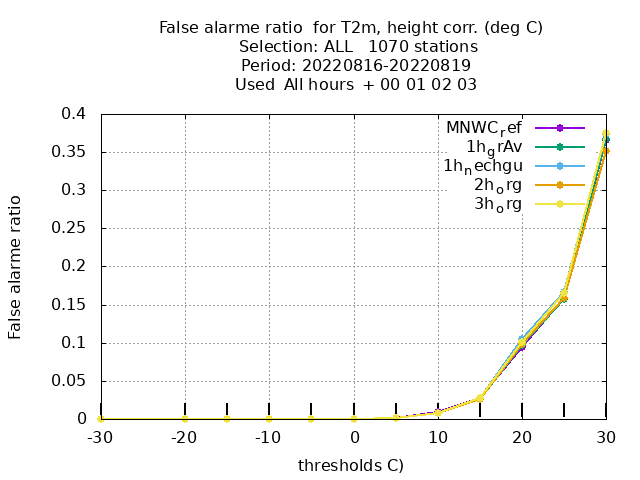 False alarme ratio  for T2m, height corr. (deg C)
Selection: ALL   1070 stations
Period: 20220816-20220819
Used  All hours  + 00 01 02 03
False alarme ratio
0.4
0.35
0.3
0.25
0.2
0.15
0.1
0.05
0
MNWCref
1hgrAv
1hnechgu
2horg
3horg
-30 -20 -10 0 10 20 30
thresholds C)